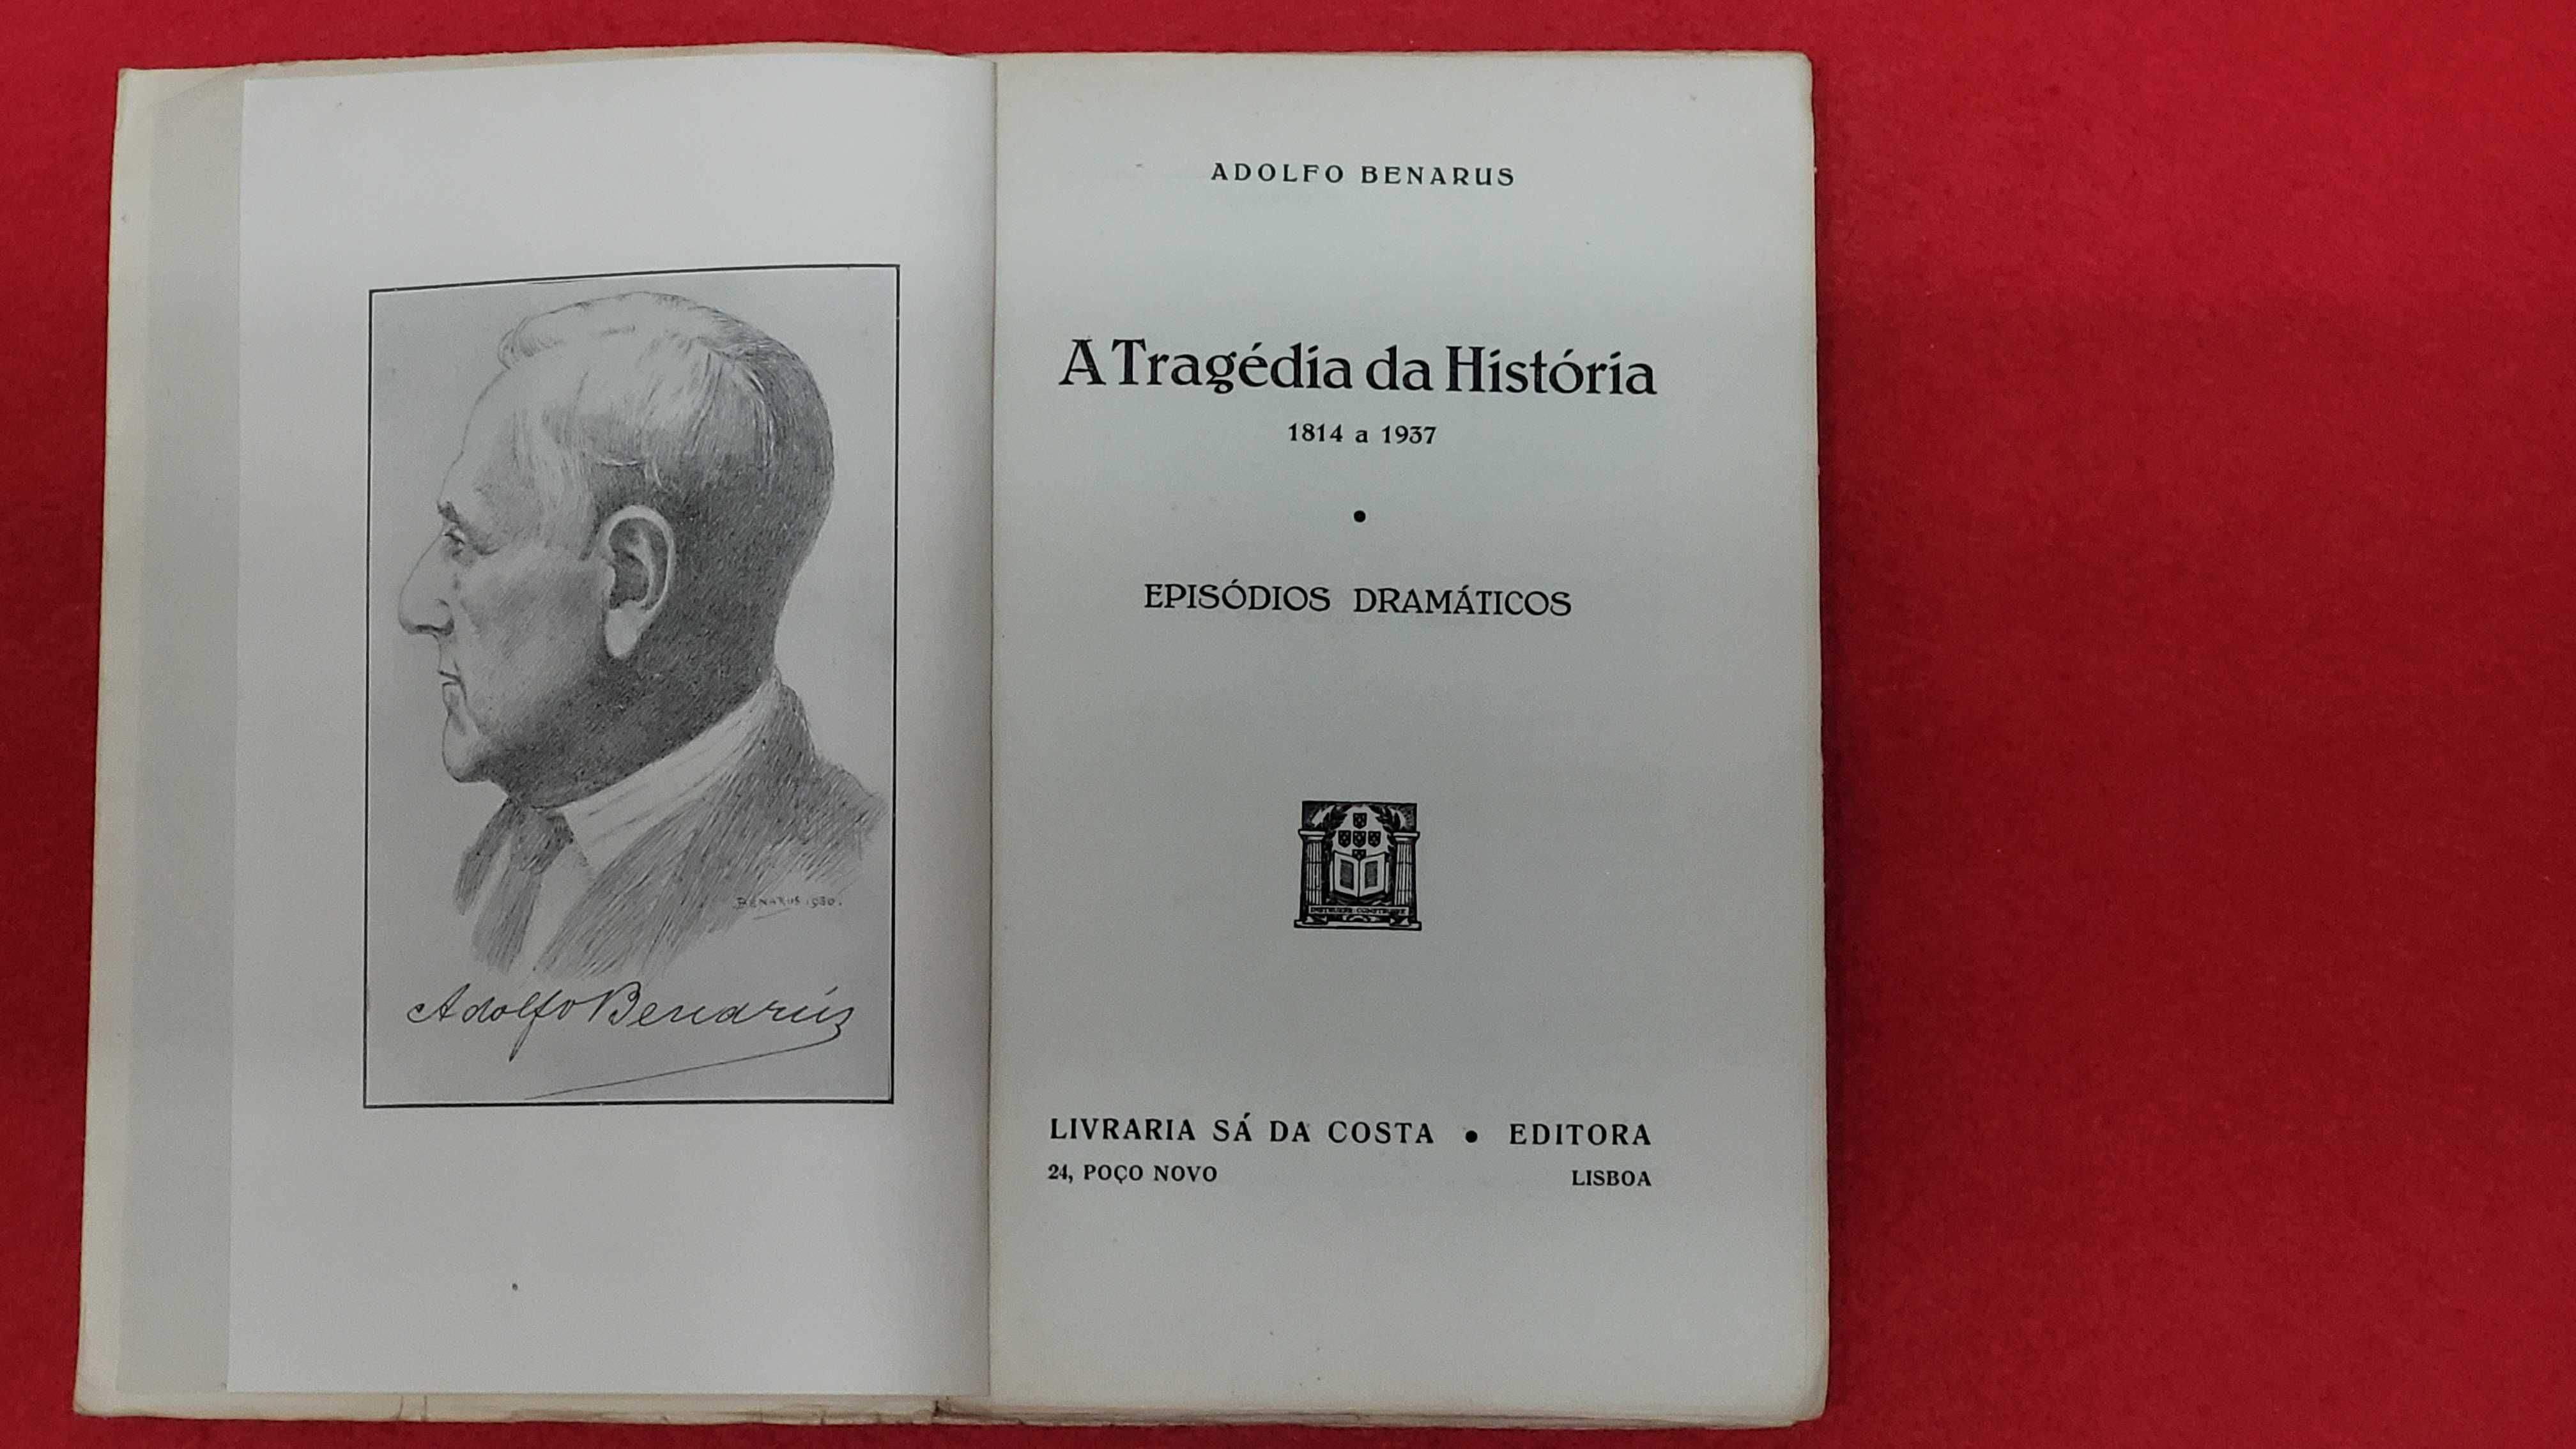 BENARUS 1930.
Adolfo Benarús
ADOLFO BENARUS
A Tragédia da História
1814 a 1937
EPISÓDIOS DRAMÁTICOS
LIVRARIA SÁ DA COSTA • EDITORA
24, POÇO NOVO LISBOA